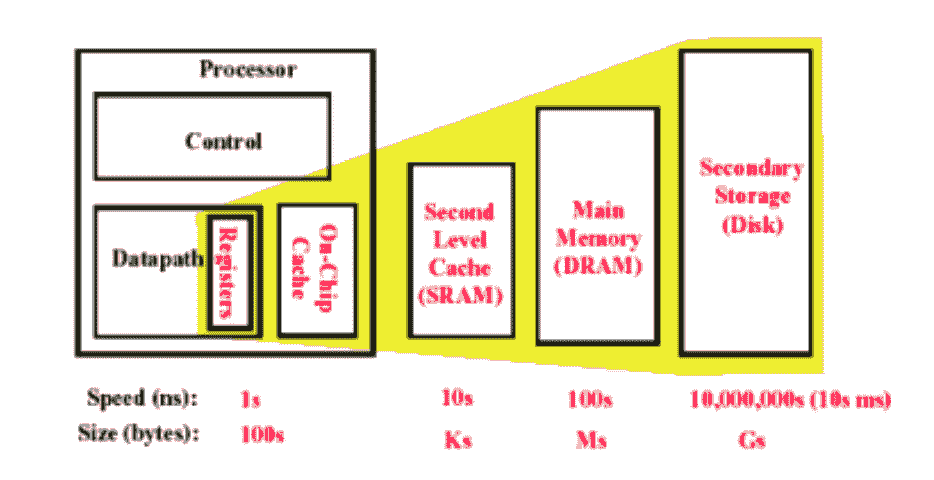 Processor
Control
Datapath
Registers
On-Chip
Cache
Second
Level
Cache
(SRAM)
Main
Memory
(DRAM)
Secondary
Storage
(Disk)
Speed (ns): 1s 10s 100s 10,000,000s (10s ms)
Size (bytes): 100s Ks Ms Gs